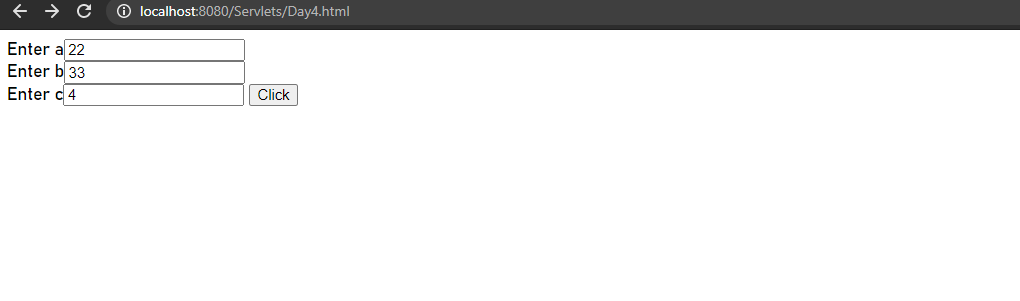 localhost:8080/Servlets/Day4.html
Enter a 22
Enter b 33
Enter c 4 Click